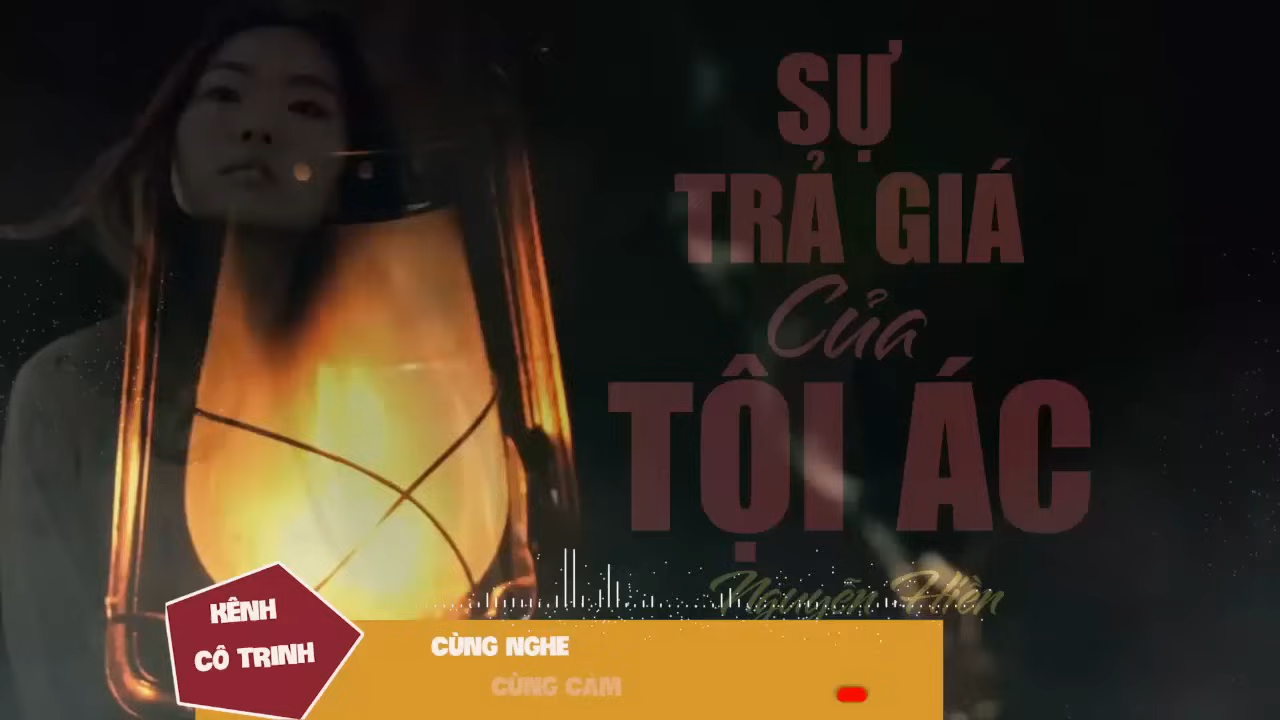 SỰ
TRẢ GIÁ
Của
TỘI ÁC
Nguyễn Hiền
KÊNH
CÔ TRINH
CÙNG NGHE
CÙNG CẢM